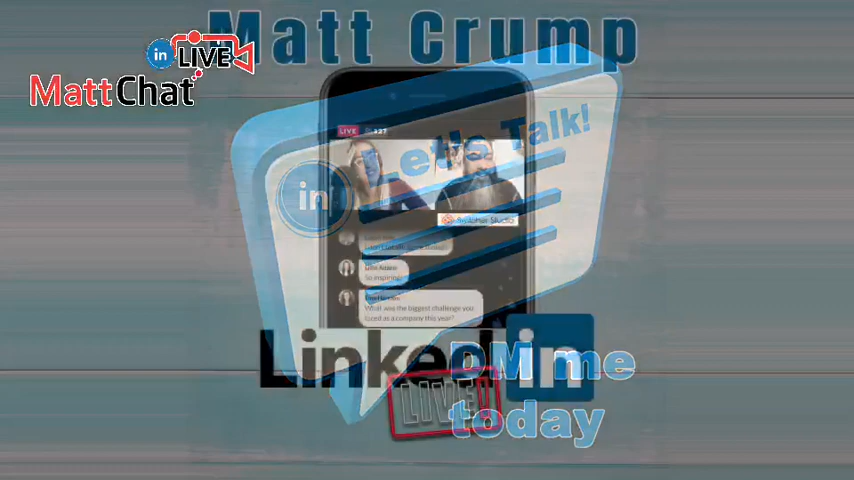 Matt Crump
in LIVE
MattChat
LIVE
Let's Talk!
in
So inspiring!
What was the biggest challenge you
faced as a company this year?
Linkedin
DM me
LIVE!
today